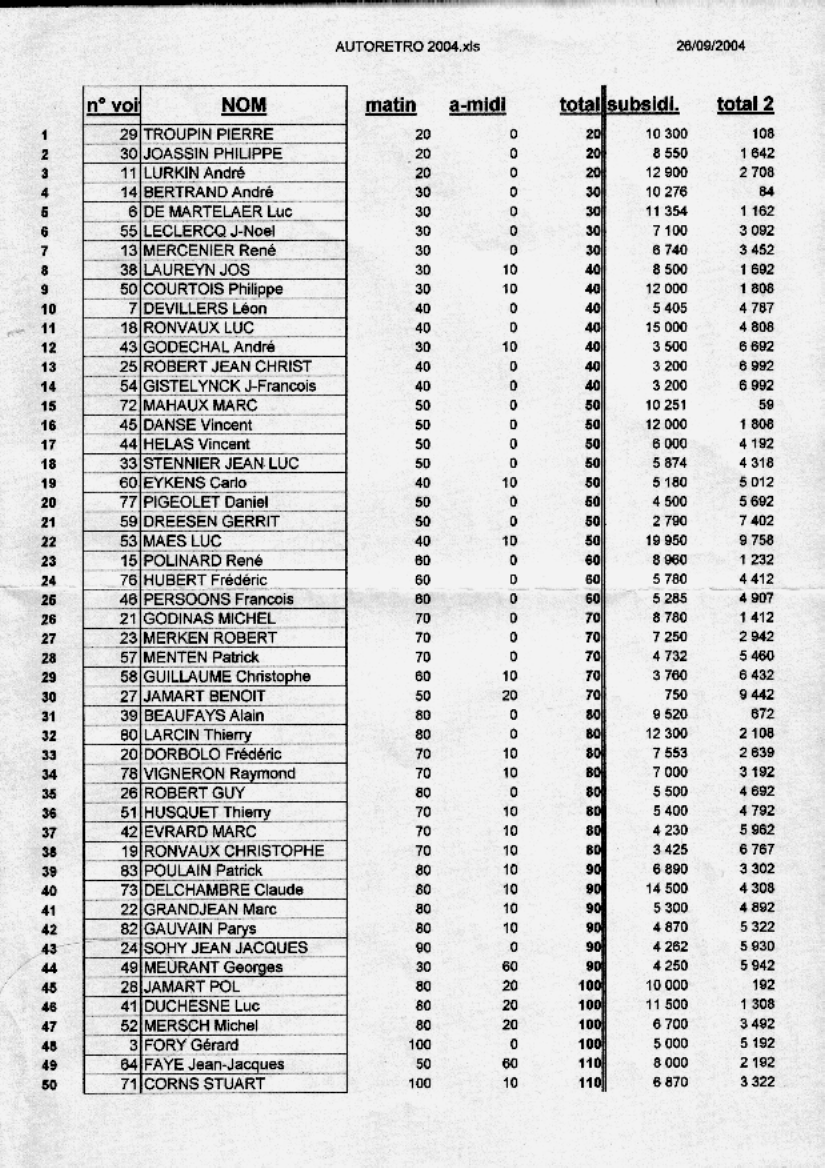 AUTORETRO 2004.xls 26/09/2004
n° voi NOM matin a-midi total subsidi. total 2
1 29 TROUPIN PIERRE 20 0 20 10 300 108
2 30 JOASSIN PHILIPPE 20 0 20 8 550 1 642
3 11 LURKIN André 20 0 20 12 900 2 708
4 14 BERTRAND André 30 0 30 10 276 84
5 6 DE MARTELAER Luc 30 0 30 11 354 1 162
6 55 LECLERCQ J-Noel 30 0 30 7 100 3 092
7 13 MERCENIER René 30 0 30 6 740 3 452
8 38 LAUREYN JOS 30 10 40 8 500 1 692
9 50 COURTOIS Philippe 30 10 40 12 000 1 808
10 7 DEVILLERS Léon 40 0 40 5 405 4 787
11 18 RONVAUX LUC 40 0 40 15 000 4 808
12 43 GODECHAL André 30 10 40 3 500 6 692
13 25 ROBERT JEAN CHRIST 40 0 40 3 200 6 992
14 54 GISTELYNCK J-Francois 40 0 40 3 200 6 992
15 72 MAHAUX MARC 50 0 50 10 251 59
16 45 DANSE Vincent 50 0 50 12 000 1 808
17 44 HELAS Vincent 50 0 50 6 000 4 192
18 33 STENNIER JEAN LUC 50 0 50 5 874 4 318
19 60 EYKENS Carlo 40 10 50 5 180 5 012
20 77 PIGEOLET Daniel 50 0 50 4 500 5 692
21 59 DREESEN GERRIT 50 0 50 2 790 7 402
22 53 MAES LUC 40 10 50 19 950 9 758
23 15 POLINARD René 60 0 60 8 960 1 232
24 76 HUBERT Frédéric 60 0 60 5 780 4 412
25 46 PERSOONS Francois 60 0 60 5 285 4 907
26 21 GODINAS MICHEL 70 0 70 8 780 1 412
27 23 MERKEN ROBERT 70 0 70 7 250 2 942
28 57 MENTEN Patrick 70 0 70 4 732 5 460
29 58 GUILLAUME Christophe 60 10 70 3 760 6 432
30 27 JAMART BENOIT 50 20 70 750 9 442
31 39 BEAUFAYS Alain 80 0 80 9 520 672
32 80 LARCIN Thierry 80 0 80 12 300 2 108
33 20 DORBOLO Frédéric 70 10 80 7 553 2 639
34 78 VIGNERON Raymond 70 10 80 7 000 3 192
35 26 ROBERT GUY 80 0 80 5 500 4 692
36 51 HUSQUET Thierry 70 10 80 5 400 4 792
37 42 EVRARD MARC 70 10 80 4 230 5 962
38 19 RONVAUX CHRISTOPHE 70 10 80 3 425 6 767
39 83 POULAIN Patrick 80 10 90 6 890 3 302
40 73 DELCHAMBRE Claude 80 10 90 14 500 4 308
41 22 GRANDJEAN Marc 80 10 90 5 300 4 892
42 82 GAUVAIN Parys 80 10 90 4 870 5 322
43 24 SOHY JEAN JACQUES 90 0 90 4 262 5 930
44 49 MEURANT Georges 30 60 90 4 250 5 942
45 28 JAMART POL 80 20 100 10 000 192
46 41 DUCHESNE Luc 80 20 100 11 500 1 308
47 52 MERSCH Michel 80 20 100 6 700 3 492
48 3 FORY Gérard 100 0 100 5 000 5 192
49 64 FAYE Jean-Jacques 50 60 110 8 000 2 192
50 71 CORNS STUART 100 10 110 6 870 3 322